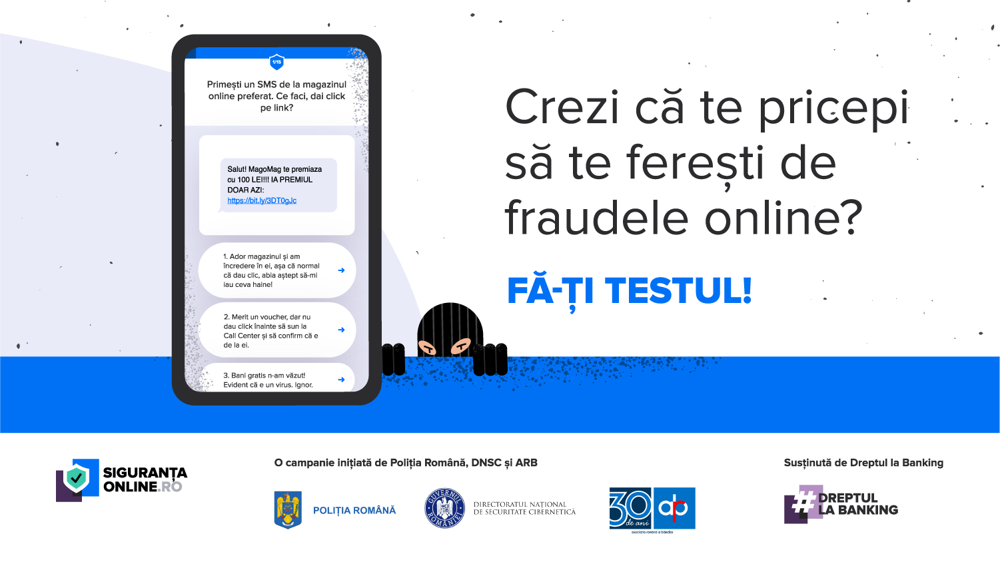 1/15
Primești un SMS de la magazinul
online preferat. Ce faci, dai click
pe link?
Salut! MagoMag te premiaza
cu 100 LEI!!! IA PREMIUL
DOAR AZI:
https://bit.ly/3DT0gJc
1. Ador magazinul și am
încredere în ei, așa că normal
că dau clic, abia aștept să-mi
iau ceva haine!
2. Merit un voucher, dar nu
dau click înainte să sun la
Call Center și să confirm că e
de la ei.
3. Bani gratis n-am văzut!
Evident că e un virus. Ignor.
Crezi că te pricepi
să te ferești de
fraudele online?
FĂ-ȚI TESTUL!
SIGURANȚA
ONLINE.RO
O campanie inițiată de Poliția Română, DNSC și ARB
POLIȚIA ROMÂNĂ
GUVERNUL ROMÂNIEI
DIRECTORATUL NAȚIONAL
DE SECURITATE CIBERNETICĂ
30
de ani
arb
asociația română a băncilor
Susținută de Dreptul la Banking
#DREPTUL
LA BANKING